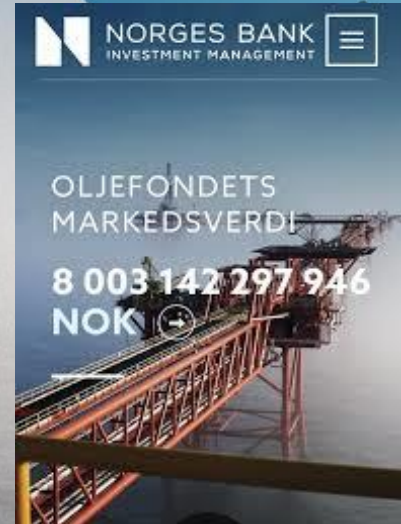 NORGES BANK
INVESTMENT MANAGEMENT
OLJEFONDETS
MARKEDSVERDI
8 003 142 297 946
NOK